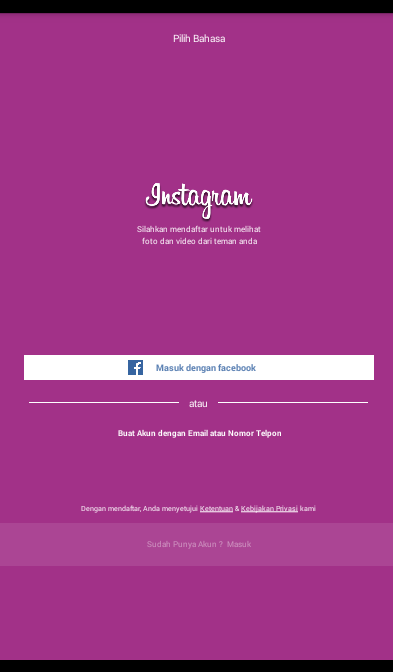 Pilih Bahasa
Instagram
Silahkan mendaftar untuk melihat
foto dan video dari teman anda
Masuk dengan facebook
atau
Buat Akun dengan Email atau Nomor Telpon
Dengan mendaftar, Anda menyetujui Ketentuan & Kebijakan Privasi kami
Sudah Punya Akun ? Masuk